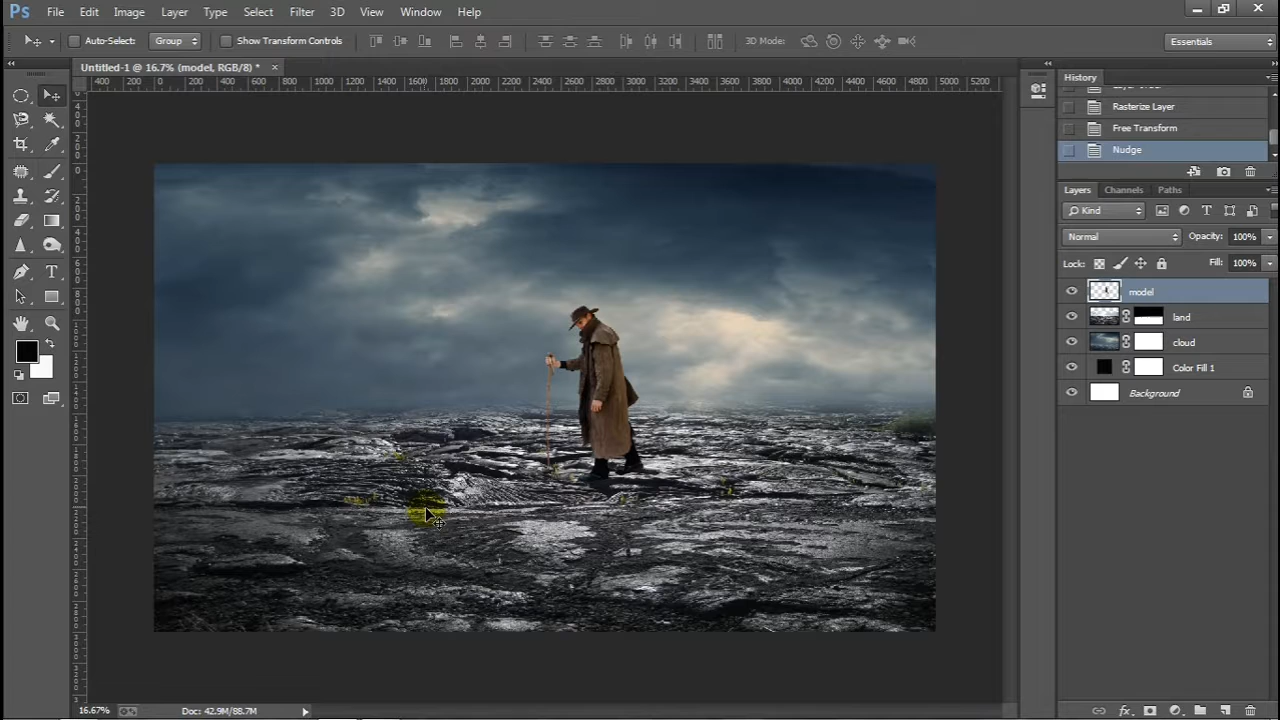 Ps File Edit Image Layer Type Select Filter 3D View Window Help
Auto-Select: Group Show Transform Controls 3D Mode: Essentials
Untitled-1 @ 16.7% (model, RGB/8) * ×
400 200 0 200 400 600 800 1000 1200 1400 1600 1800 2000 2200 2400 2600 2800 3000 3200 3400 3600 3800 4000 4200 4400 4600 4800 5000 5200
History
Rasterize Layer
Free Transform
Nudge
Layers Channels Paths
Kind
Normal Opacity: 100%
Lock: Fill: 100%
model
land
cloud
Color Fill 1
Background
16.67% Doc: 42.9M/88.7M